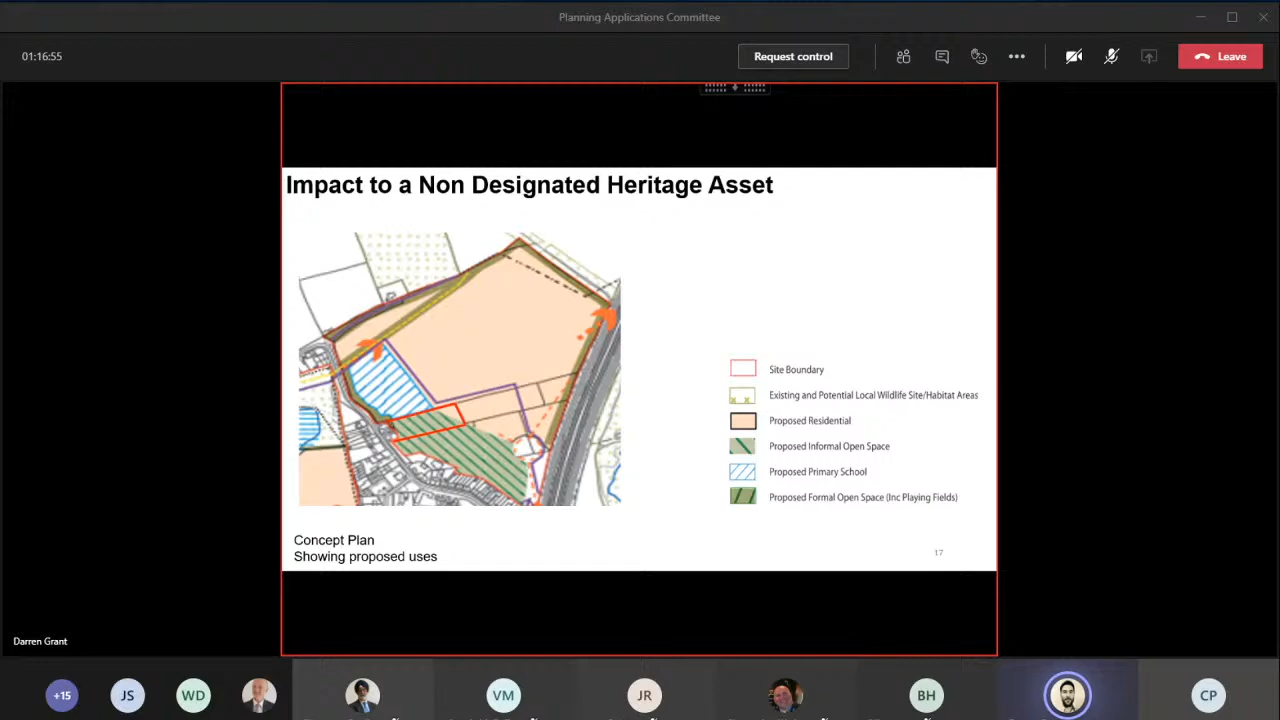 Planning Applications Committee
01:16:55
Request control
Leave
Impact to a Non Designated Heritage Asset
Site Boundary
Existing and Potential Local Wildlife Site/Habitat Areas
Proposed Residential
Proposed Informal Open Space
Proposed Primary School
Proposed Formal Open Space (Inc Playing Fields)
Concept Plan
Showing proposed uses
17
Darren Grant
+15
JS
WD
VM
JR
BH
CP